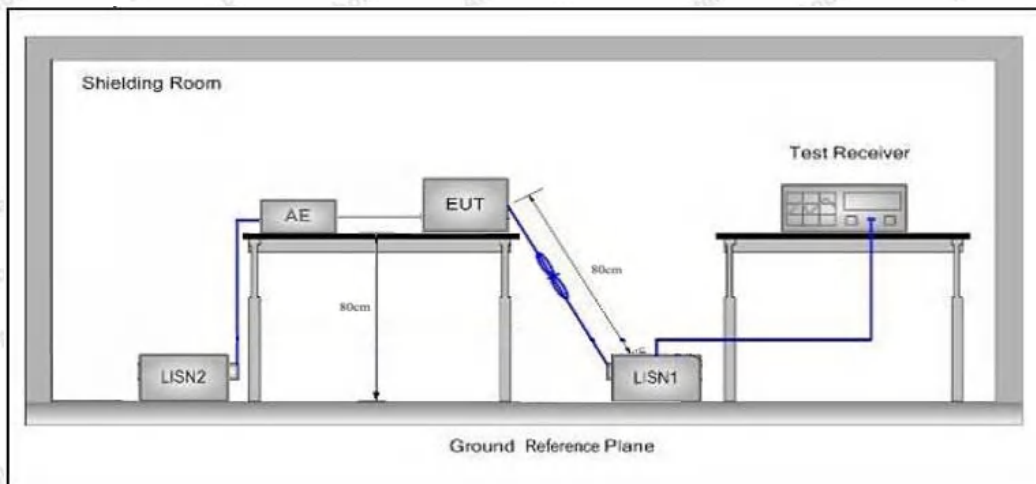 Shielding Room
Test Receiver
AE
EUT
80cm
80cm
LISN2
LISN1
Ground Reference Plane